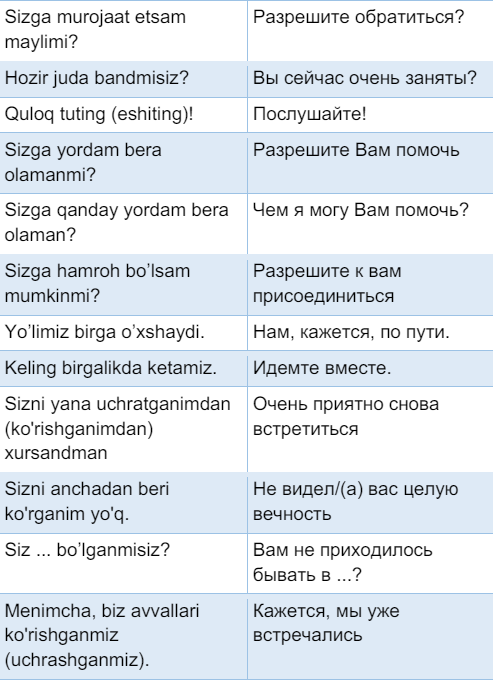 Sizga murojaat etsam
maylimi?
Разрешите обратиться?
Hozir juda bandmisiz?
Вы сейчас очень заняты?
Quloq tuting (eshiting)!
Послушайте!
Sizga yordam bera
olamanmi?
Разрешите Вам помочь
Sizga qanday yordam bera
olaman?
Чем я могу Вам помочь?
Sizga hamroh bo’lsam
mumkinmi?
Разрешите к вам
присоединиться
Yo’limiz birga o’xshaydi.
Нам, кажется, по пути.
Keling birgalikda ketamiz.
Идемте вместе.
Sizni yana uchratganimdan
(ko'rishganimdan)
xursandman
Очень приятно снова
встретиться
Sizni anchadan beri
ko'rganim yo'q.
Не видел/(а) вас целую
вечность
Siz ... bo’lganmisiz?
Вам не приходилось
бывать в ...?
Menimcha, biz avvallari
ko'rishganmiz
(uchrashganmiz).
Кажется, мы уже
встречались